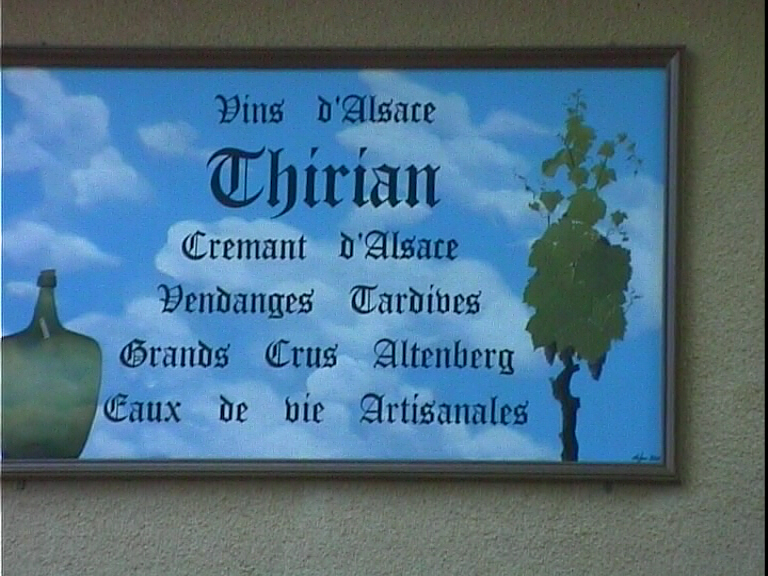 Vins d'Alsace
Thirian
Cremant d'Alsace
Vendanges Tardives
Grands Crus Altenberg
Eaux de vie Artisanales